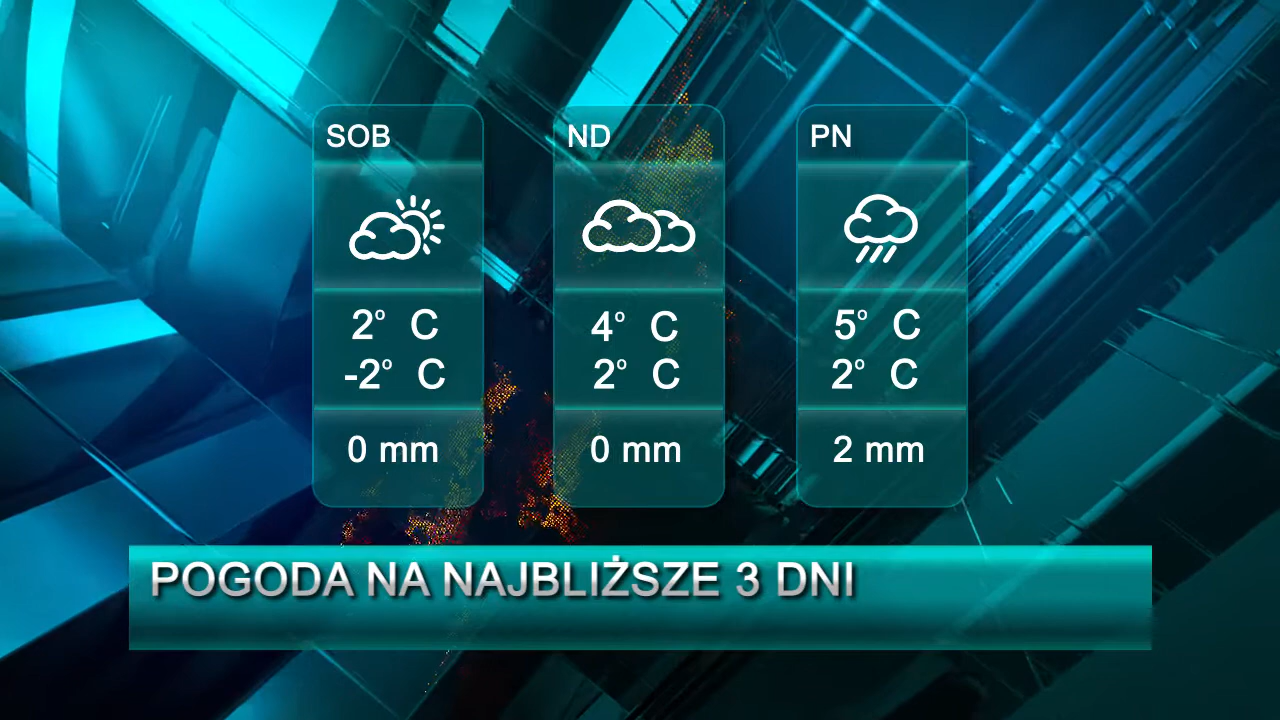 SOB
2° C
-2° C
0 mm
ND
4° C
2° C
0 mm
PN
5° C
2° C
2 mm
POGODA NA NAJBLIŻSZE 3 DNI